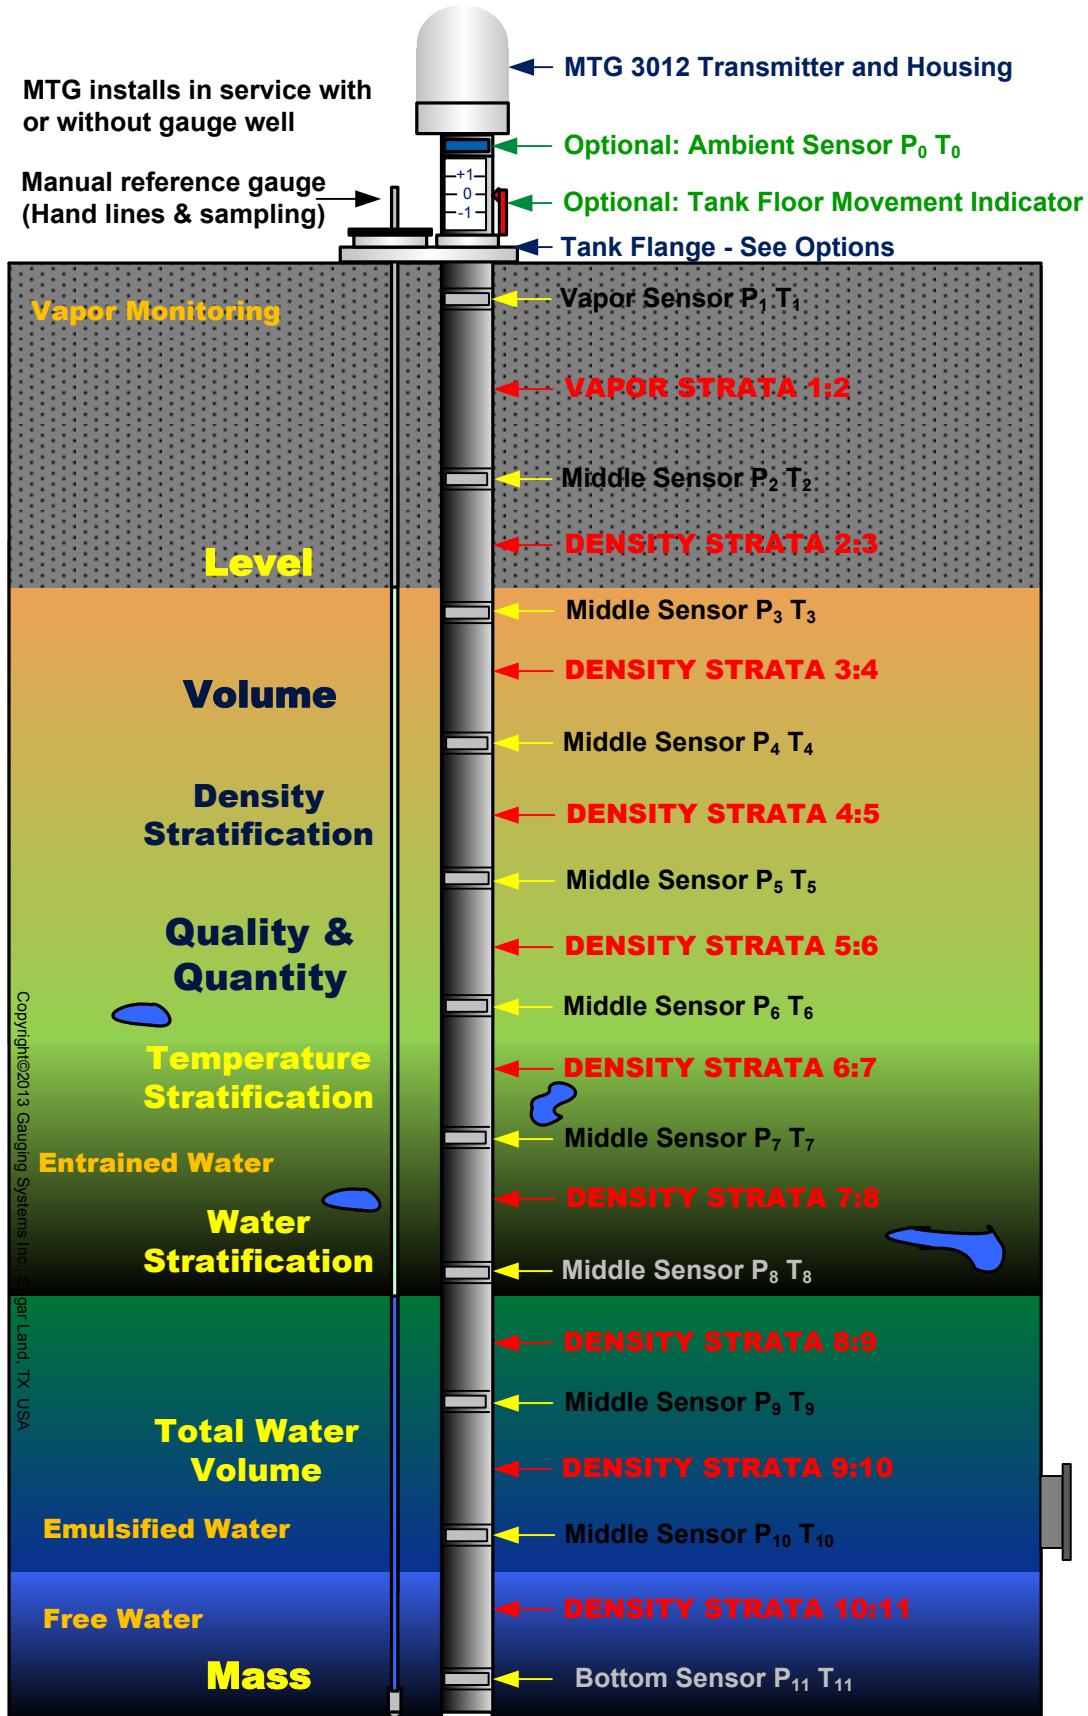 MTG 3012 Transmitter and Housing
MTG installs in service with
or without gauge well
Optional: Ambient Sensor P₀ T₀
Manual reference gauge
(Hand lines & sampling)
+1
0
-1
Optional: Tank Floor Movement Indicator
Tank Flange - See Options
Vapor Monitoring
Vapor Sensor P₁ T₁
VAPOR STRATA 1:2
Middle Sensor P₂ T₂
DENSITY STRATA 2:3
Level
Middle Sensor P₃ T₃
DENSITY STRATA 3:4
Volume
Middle Sensor P₄ T₄
Density
Stratification
DENSITY STRATA 4:5
Middle Sensor P₅ T₅
Quality &
Quantity
DENSITY STRATA 5:6
Middle Sensor P₆ T₆
Temperature
Stratification
DENSITY STRATA 6:7
Middle Sensor P₇ T₇
Entrained Water
DENSITY STRATA 7:8
Water
Stratification
Middle Sensor P₈ T₈
DENSITY STRATA 8:9
Middle Sensor P₉ T₉
Total Water
Volume
DENSITY STRATA 9:10
Emulsified Water
Middle Sensor P₁₀ T₁₀
Free Water
DENSITY STRATA 10:11
Mass
Bottom Sensor P₁₁ T₁₁
Copyright©2013 Gauging Systems Inc., Sugar Land, TX USA